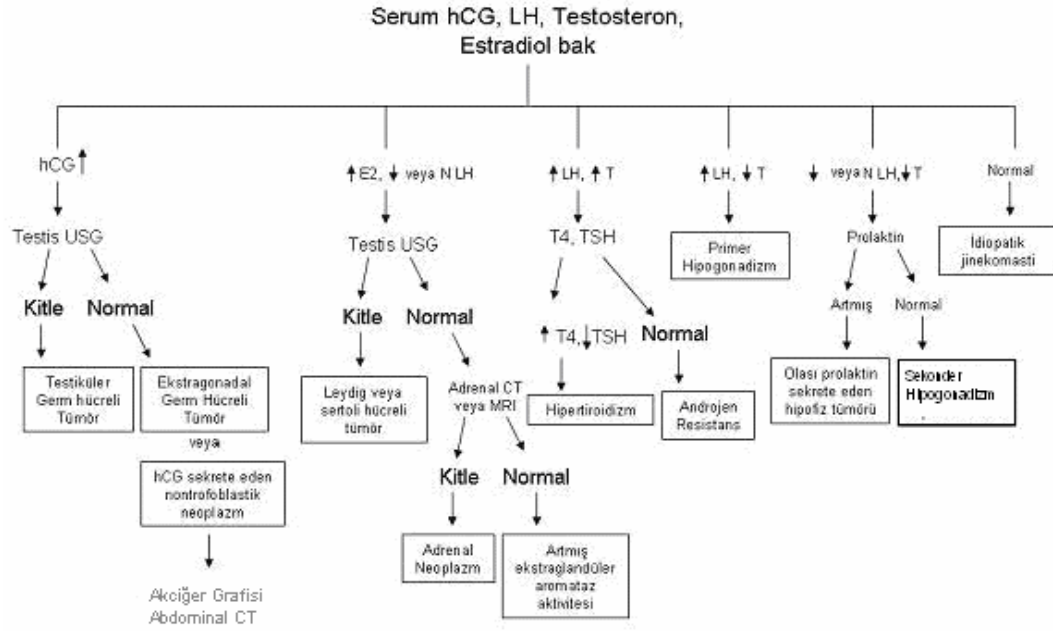 Serum hCG, LH, Testosteron,
Estradiol bak
hCG ↑
↑ E2, ↓ veya N LH
↑ LH, ↑ T
↑ LH, ↓ T
↓ veya N LH, ↓ T
Normal
Testis USG
Testis USG
T4, TSH
Primer
Hipogonadizm
Prolaktin
İdiopatik
jinekomasti
Kitle
Normal
Kitle
Normal
↑ T4, ↓ TSH
Normal
Artmış
Normal
Testiküler
Germ hücreli
Tümör
Ekstragonadal
Germ Hücreli
Tümör
veya
hCG sekrete eden
nontrofoblastik
neoplazm
Akciğer Grafisi
Abdominal CT
Leydig veya
sertoli hücreli
tümör
Adrenal CT
veya MRI
Kitle
Normal
Adrenal
Neoplazm
Artmış
ekstraglandüler
aromataz
aktivitesi
Hipertiroidizm
Androjen
Resistans
Olası prolaktin
sekrete eden
hipofiz tümörü
Sekonder
Hipogonadizm
.